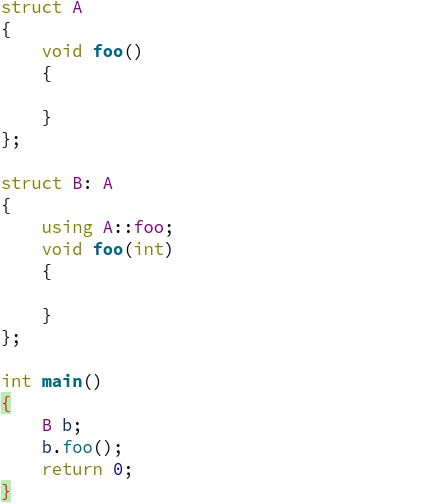 struct A
{
    void foo()
    {

    }
};

struct B: A
{
    using A::foo;
    void foo(int)
    {

    }
};

int main()
{
    B b;
    b.foo();
    return 0;
}